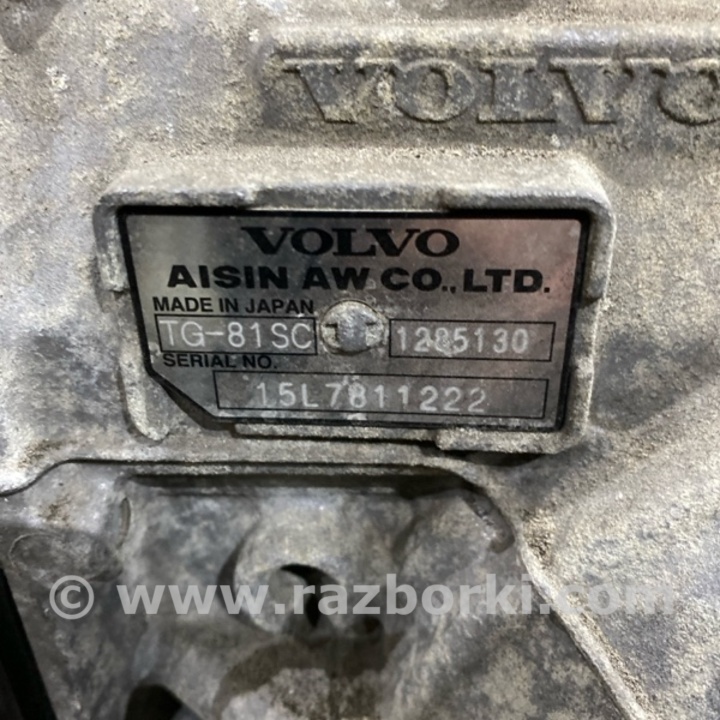 VOLVO
VOLVO
AISIN AW CO., LTD.
MADE IN JAPAN
TG-81SC 1285130
SERIAL NO.
15L7811222
© www.razborki.com